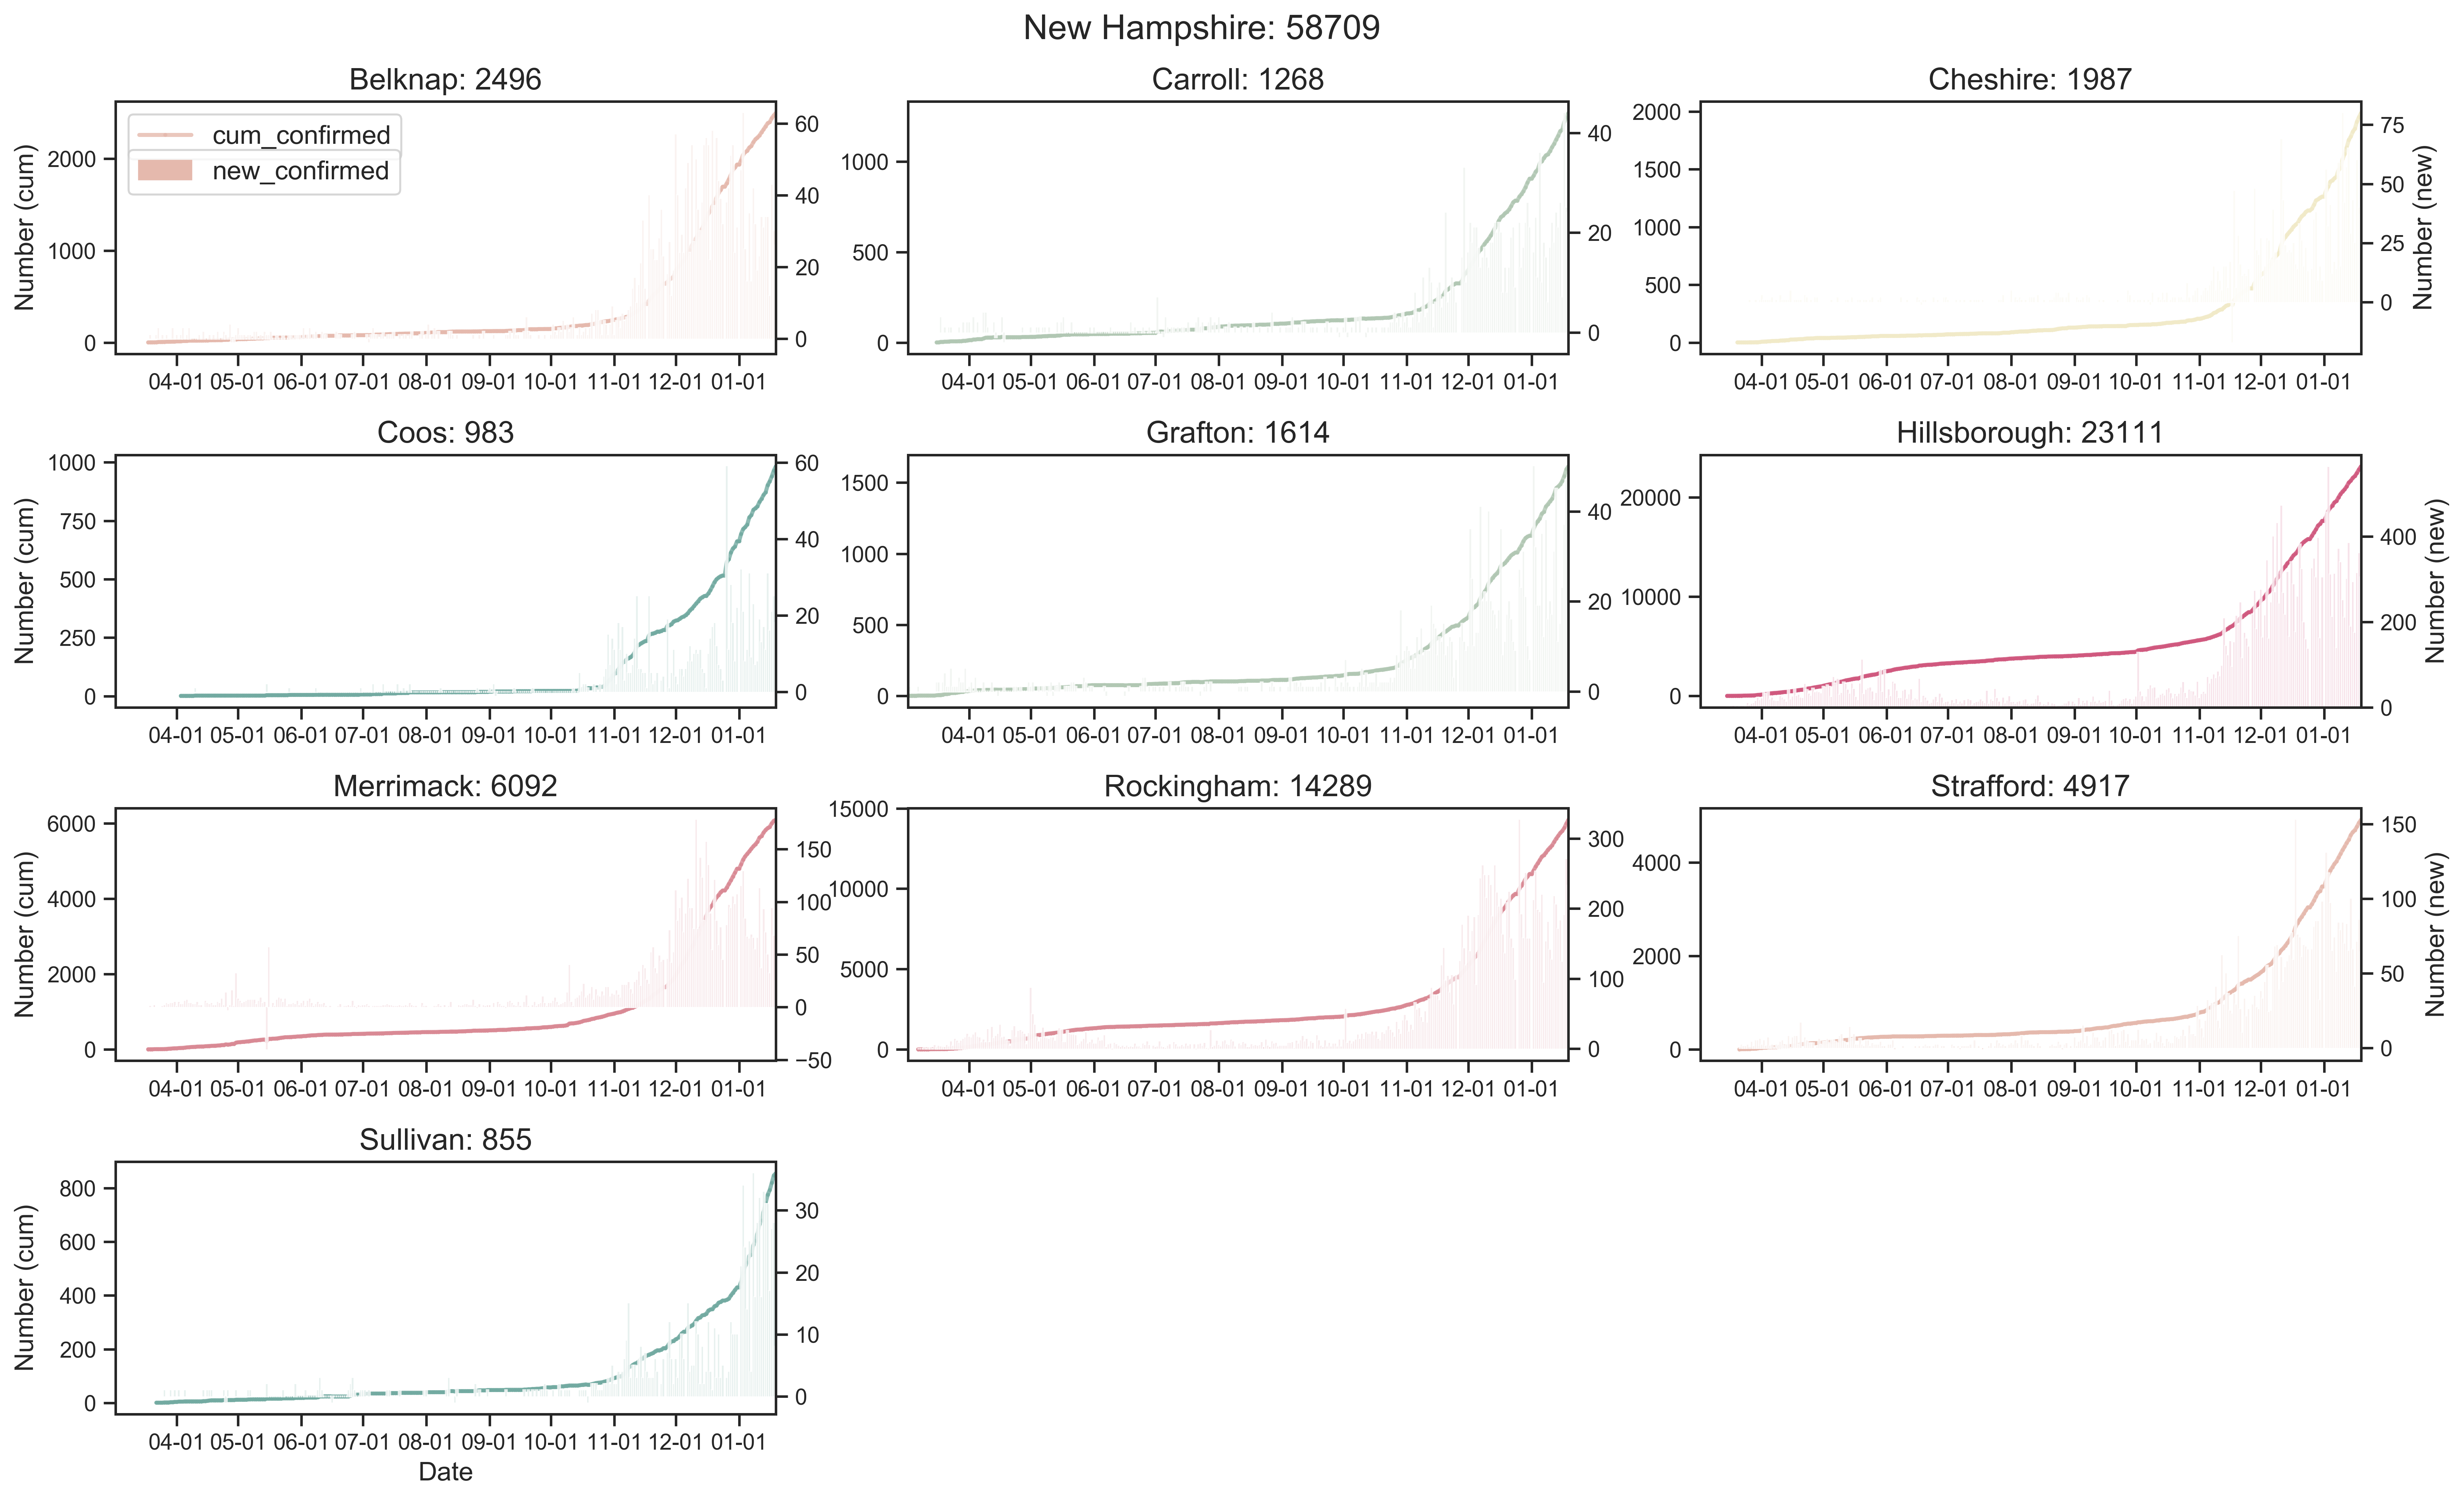 New Hampshire: 58709
Belknap: 2496
Carroll: 1268
Cheshire: 1987
cum_confirmed
new_confirmed
Number (cum)
2000
1000
0
60
40
20
0
1000
500
0
40
20
0
2000
1500
1000
500
0
75
50
25
0
Number (new)
04-01 05-01 06-01 07-01 08-01 09-01 10-01 11-01 12-01 01-01
04-01 05-01 06-01 07-01 08-01 09-01 10-01 11-01 12-01 01-01
04-01 05-01 06-01 07-01 08-01 09-01 10-01 11-01 12-01 01-01
Coos: 983
Grafton: 1614
Hillsborough: 23111
Number (cum)
1000
750
500
250
0
60
40
20
0
1500
1000
500
0
40
20
0
20000
10000
0
400
200
0
Number (new)
04-01 05-01 06-01 07-01 08-01 09-01 10-01 11-01 12-01 01-01
04-01 05-01 06-01 07-01 08-01 09-01 10-01 11-01 12-01 01-01
04-01 05-01 06-01 07-01 08-01 09-01 10-01 11-01 12-01 01-01
Merrimack: 6092
Rockingham: 14289
Strafford: 4917
Number (cum)
6000
4000
2000
0
150
100
50
0
−50
15000
10000
5000
0
300
200
100
0
4000
2000
0
150
100
50
0
Number (new)
04-01 05-01 06-01 07-01 08-01 09-01 10-01 11-01 12-01 01-01
04-01 05-01 06-01 07-01 08-01 09-01 10-01 11-01 12-01 01-01
04-01 05-01 06-01 07-01 08-01 09-01 10-01 11-01 12-01 01-01
Sullivan: 855
Number (cum)
800
600
400
200
0
30
20
10
0
04-01 05-01 06-01 07-01 08-01 09-01 10-01 11-01 12-01 01-01
Date